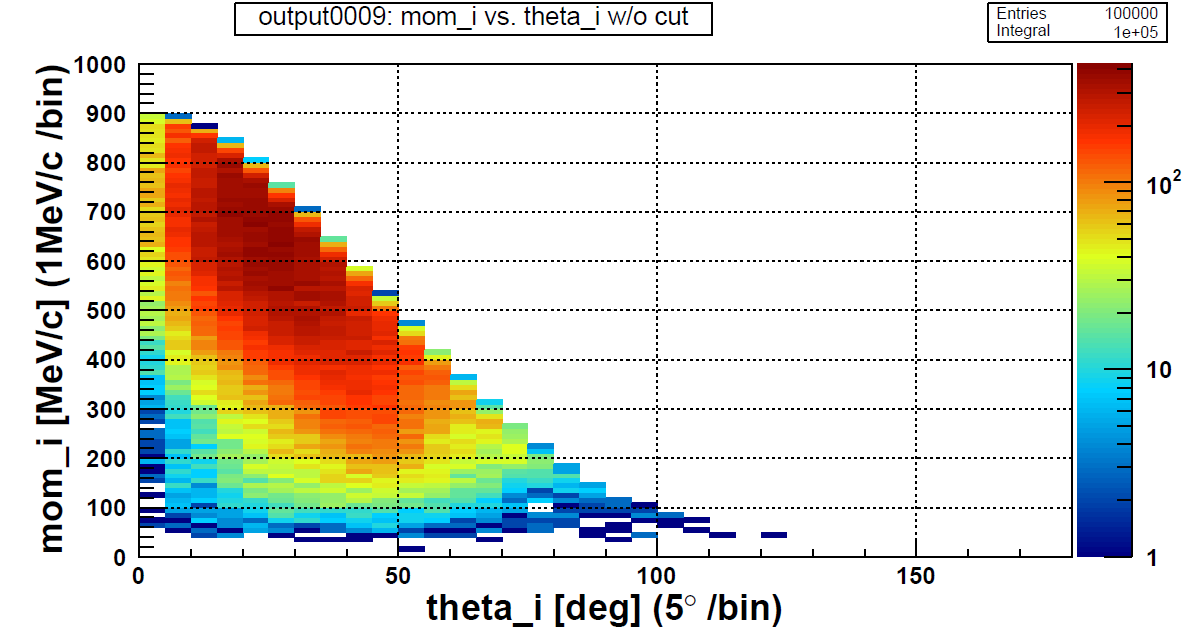 output0009: mom_i vs. theta_i w/o cut
Entries 100000
Integral 1e+05
mom_i [MeV/c] (1MeV/c /bin)
1000
900
800
700
600
500
400
300
200
100
0
0 50 100 150
theta_i [deg] (5° /bin)
10²
10
1